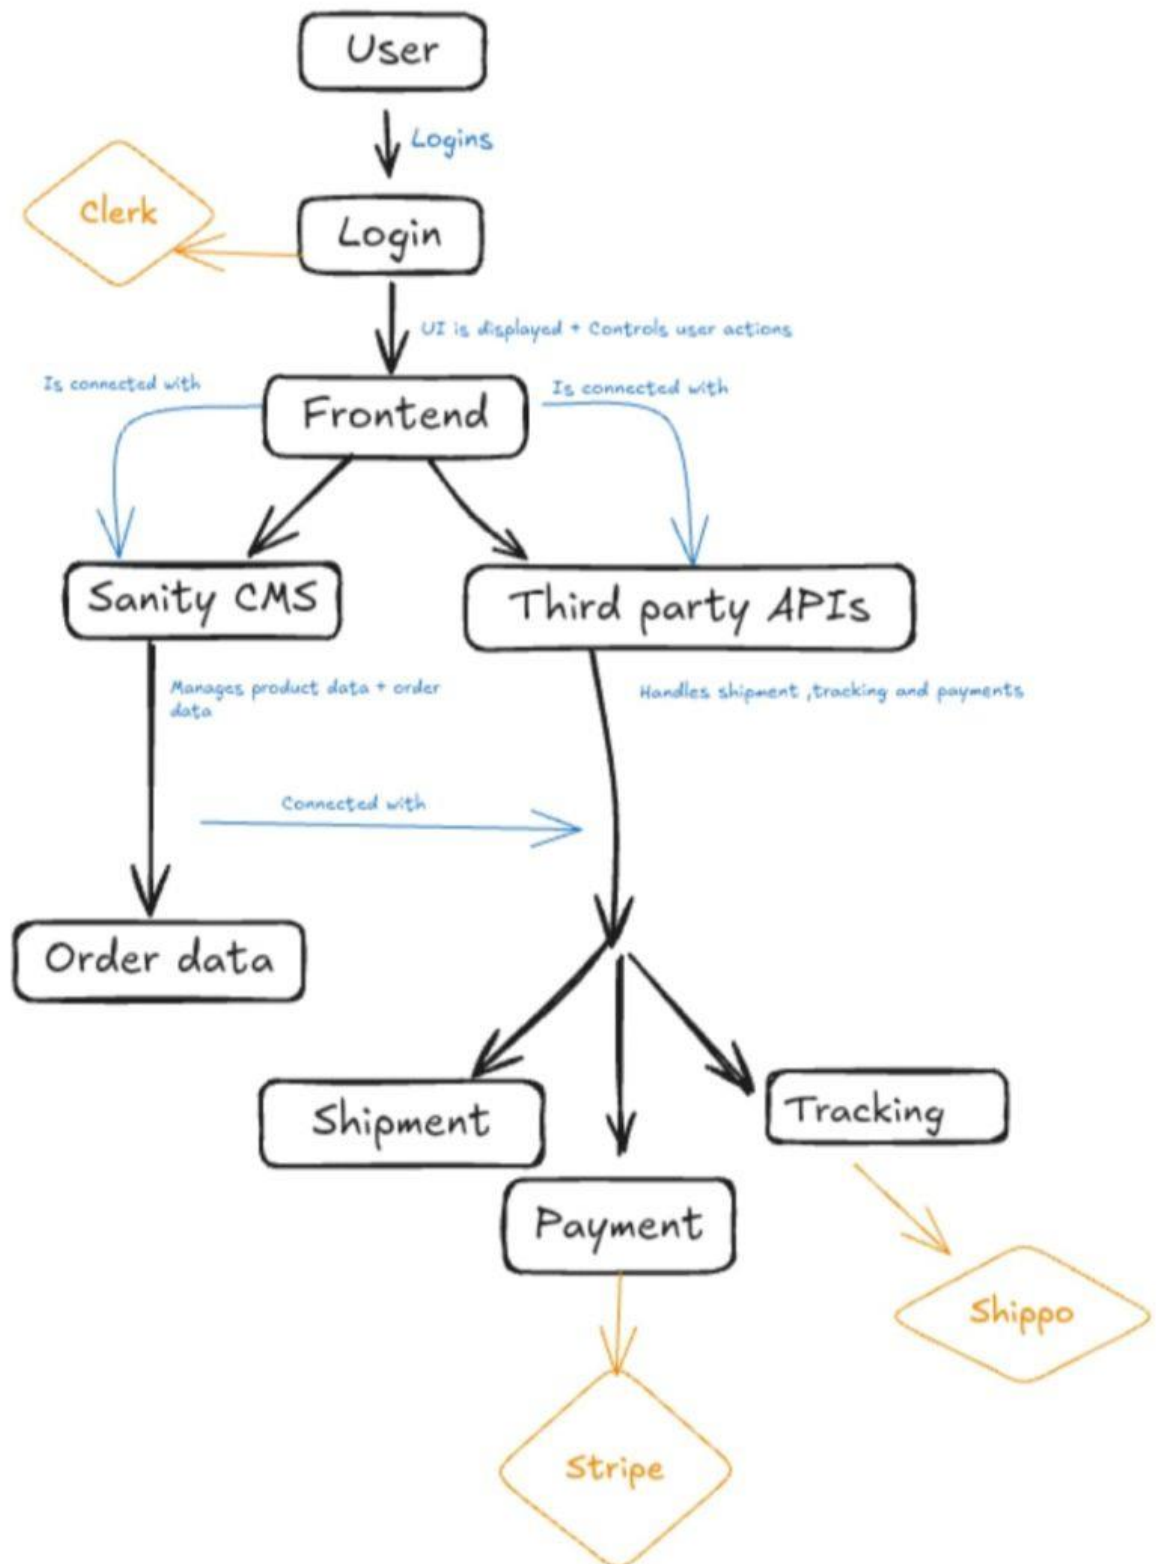 User
Logins
Clerk
Login
UI is displayed + Controls user actions
Is connected with
Is connected with
Frontend
Sanity CMS
Third party APIs
Manages product data + order
data
Handles shipment ,tracking and payments
Connected with
Order data
Shipment
Tracking
Payment
Shippo
Stripe